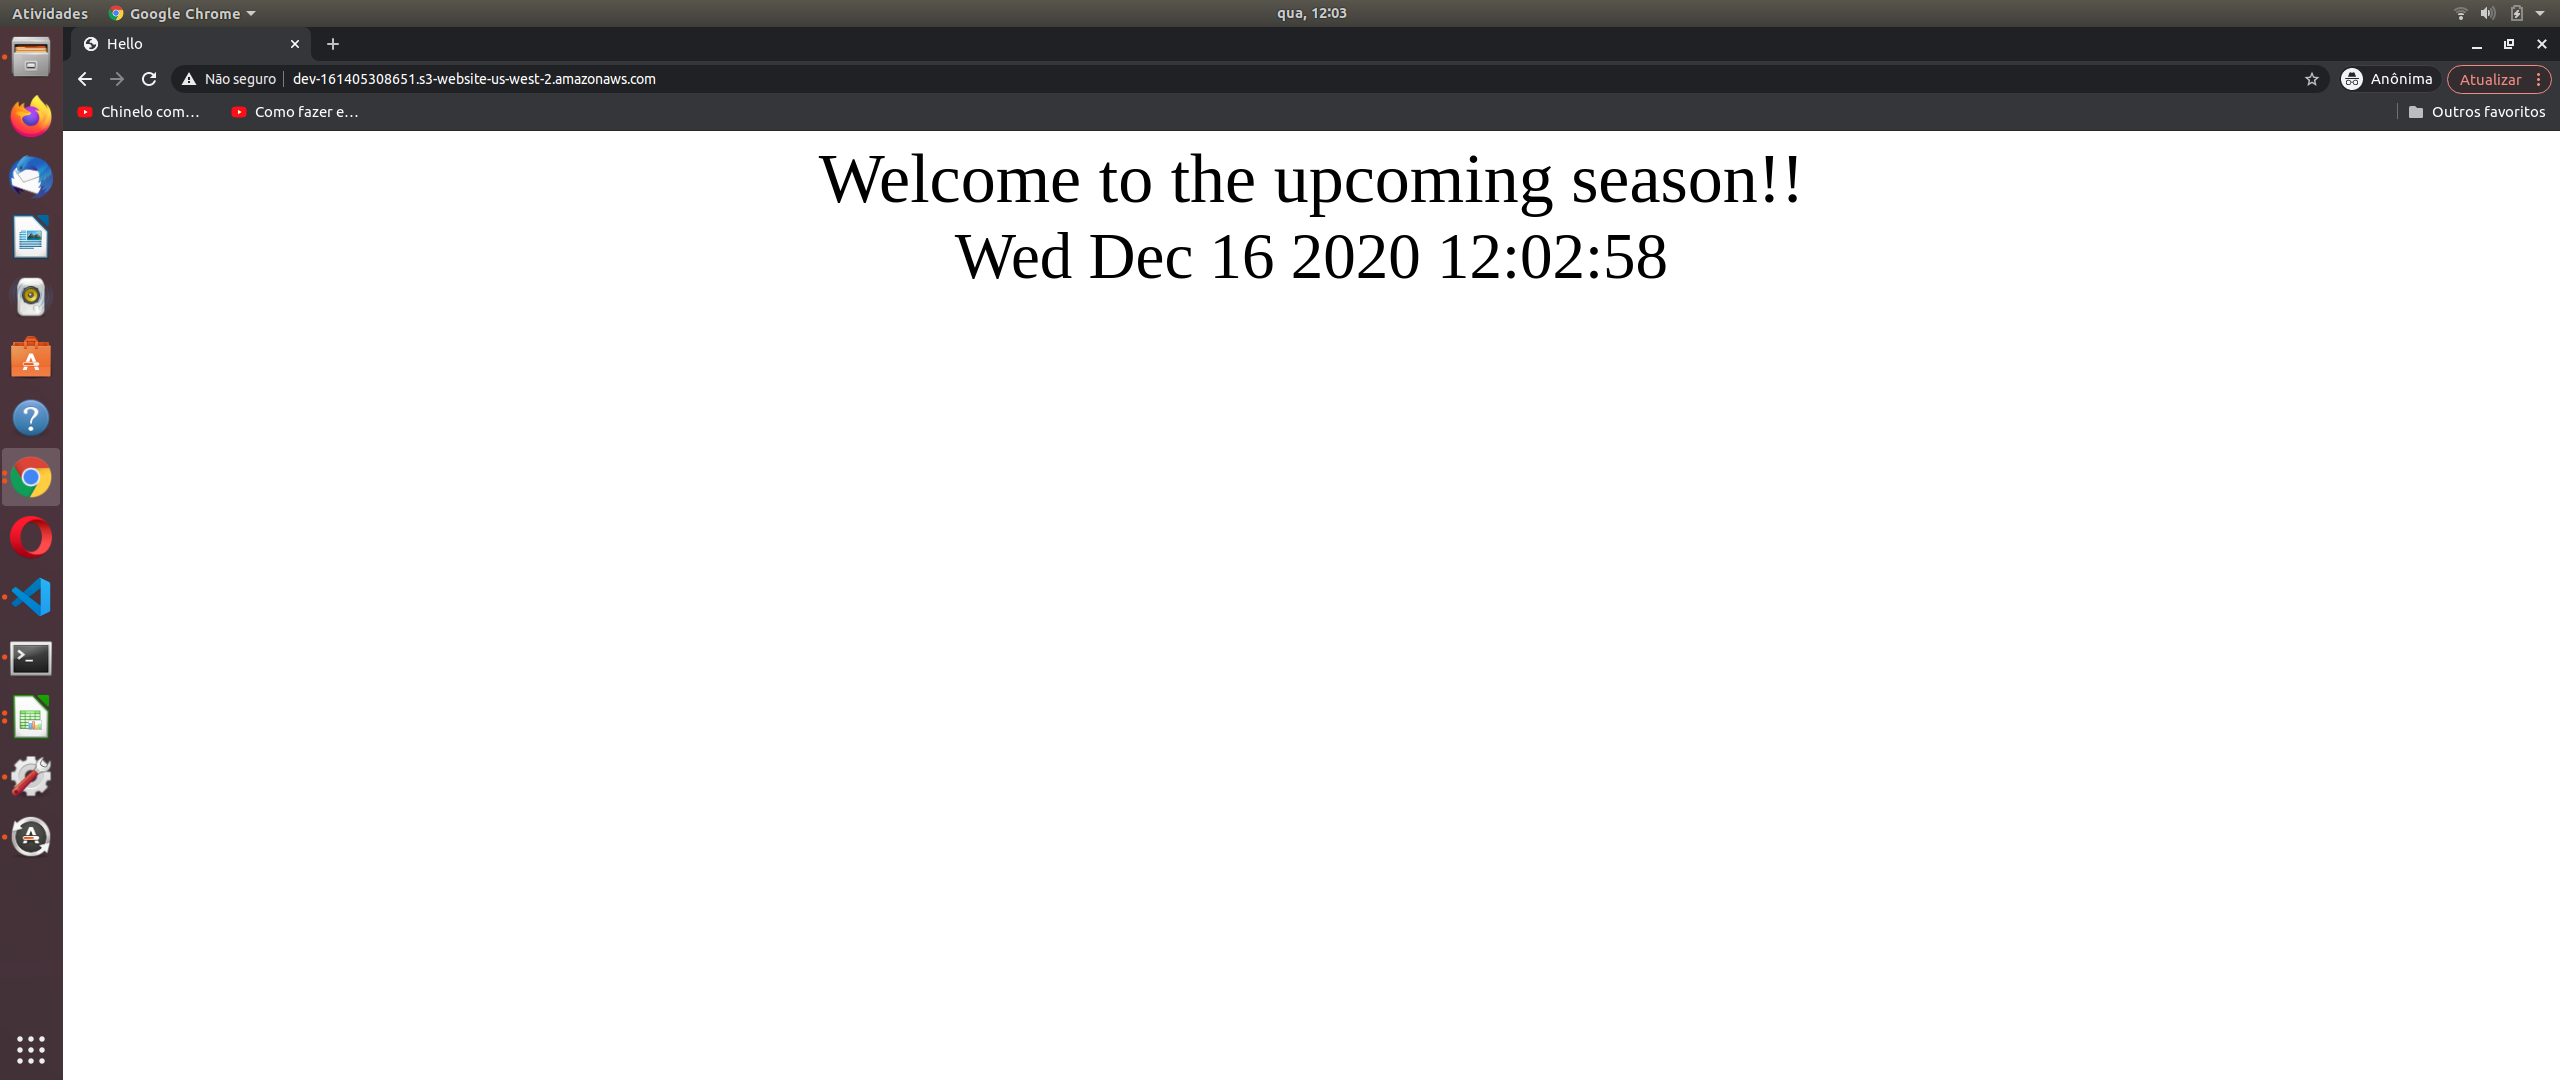 Atividades Google Chrome qua, 12:03
Hello
Não seguro dev-161405308651.s3-website-us-west-2.amazonaws.com Anônima Atualizar
Chinelo com… Como fazer e… Outros favoritos
Welcome to the upcoming season!!
Wed Dec 16 2020 12:02:58